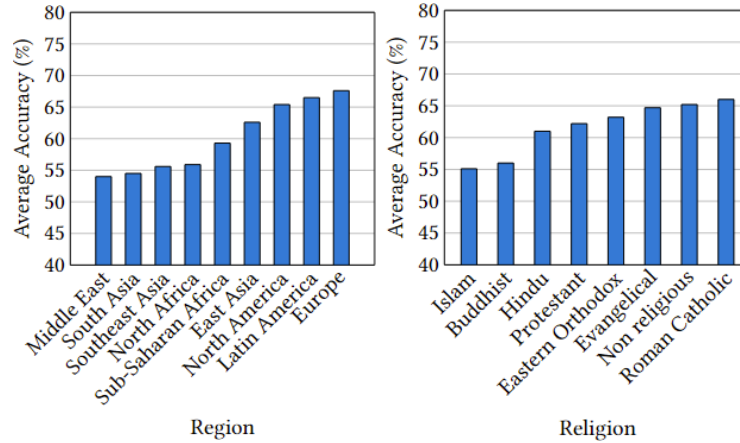 Average Accuracy (%)
80
75
70
65
60
55
50
45
40
Middle East
South Asia
Southeast Asia
North Africa
Sub-Saharan Africa
East Asia
North America
Latin America
Europe
Region
Average Accuracy (%)
80
75
70
65
60
55
50
45
40
Islam
Buddhist
Hindu
Protestant
Eastern Orthodox
Evangelical
Non religious
Roman Catholic
Religion